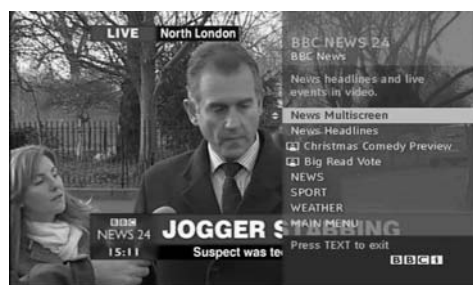 LIVE North London
BBC NEWS 24
BBC News
News headlines and live
events in video.
News Multiscreen
News Headlines
Christmas Comedy Preview
Big Read Vote
NEWS
SPORT
WEATHER
MAIN MENU
Press TEXT to exit
BBCi
BBC
NEWS 24
15:11
JOGGER STABBING
Suspect was